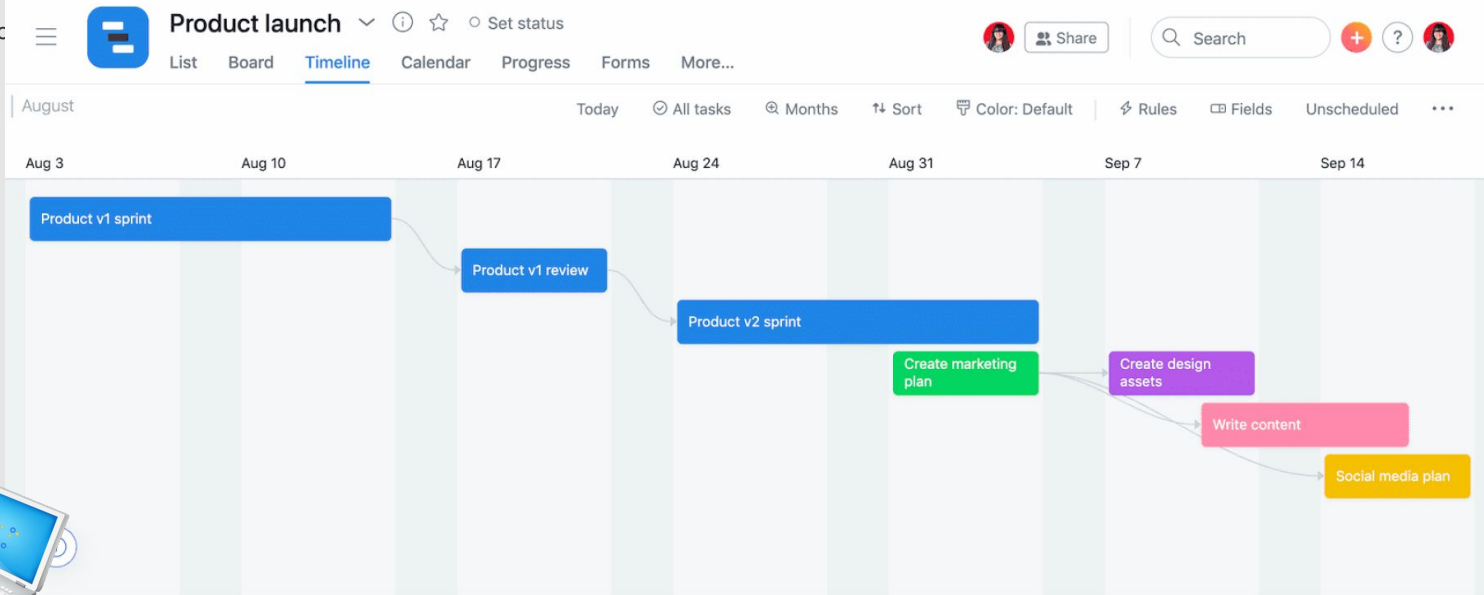 Product launch
Set status
Share
Search
?
List Board Timeline Calendar Progress Forms More...
August
Today All tasks Months Sort Color: Default Rules Fields Unscheduled
Aug 3 Aug 10 Aug 17 Aug 24 Aug 31 Sep 7 Sep 14
Product v1 sprint
Product v1 review
Product v2 sprint
Create marketing
plan
Create design
assets
Write content
Social media plan